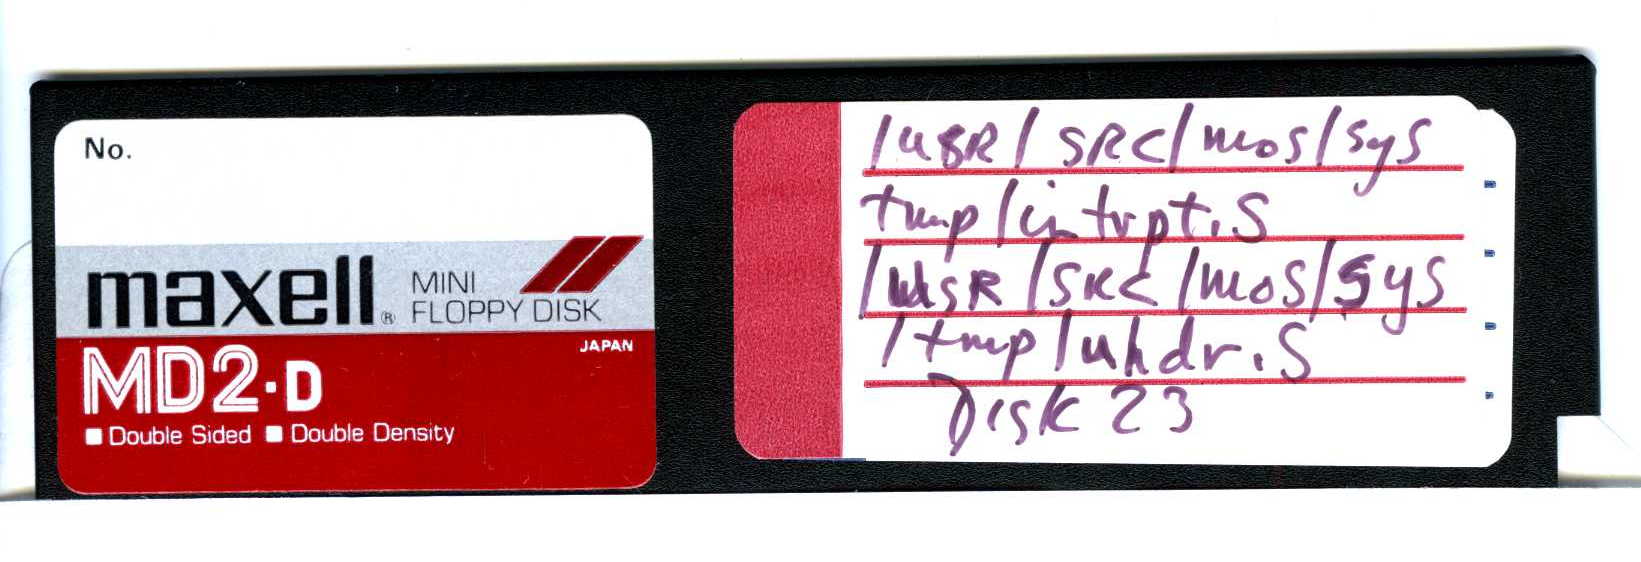 No.
maxell® MINI FLOPPY DISK
JAPAN
MD2-D
Double Sided Double Density
/usR/SRC/mos/sys
tmp/intrpt.S
/usR/SRC/mos/sys
/tmp/uhdr.S
Disk 23